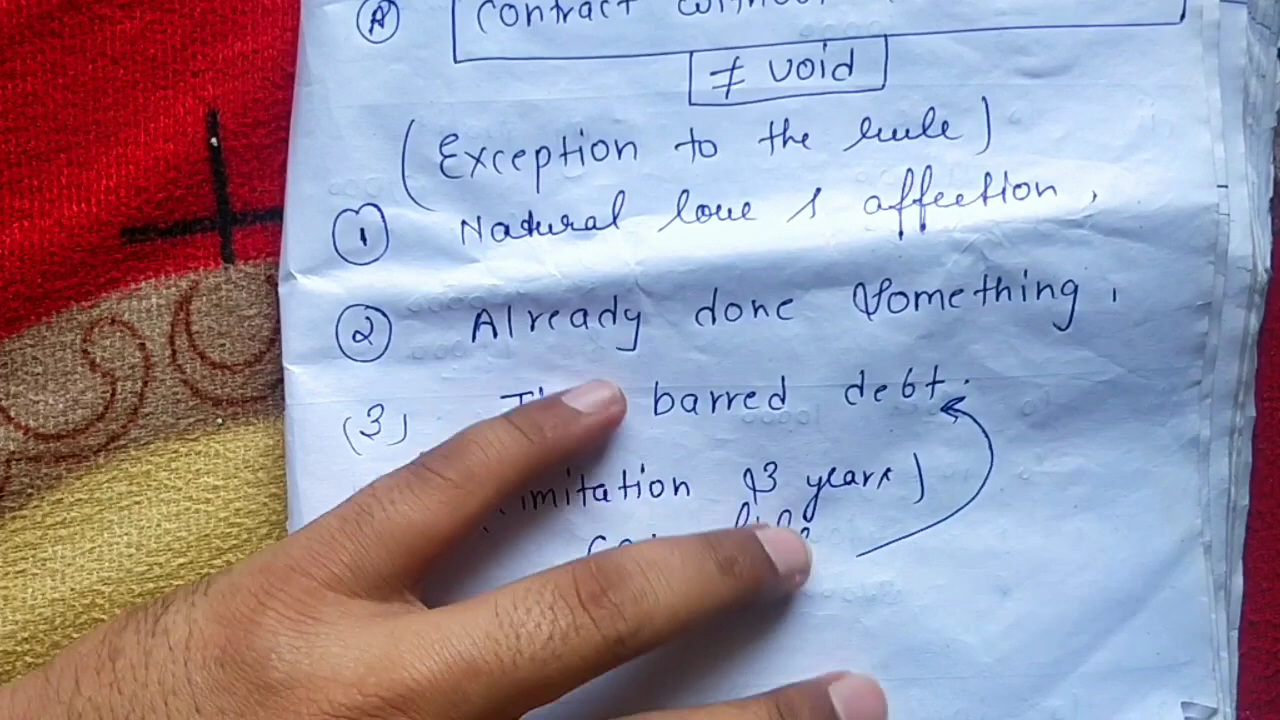 (A) Contract
≠ void
(Exception to the rule)
(1) Natural love & affection,
(2) Already done something,
(3) barred debt.
imitation 3 years)